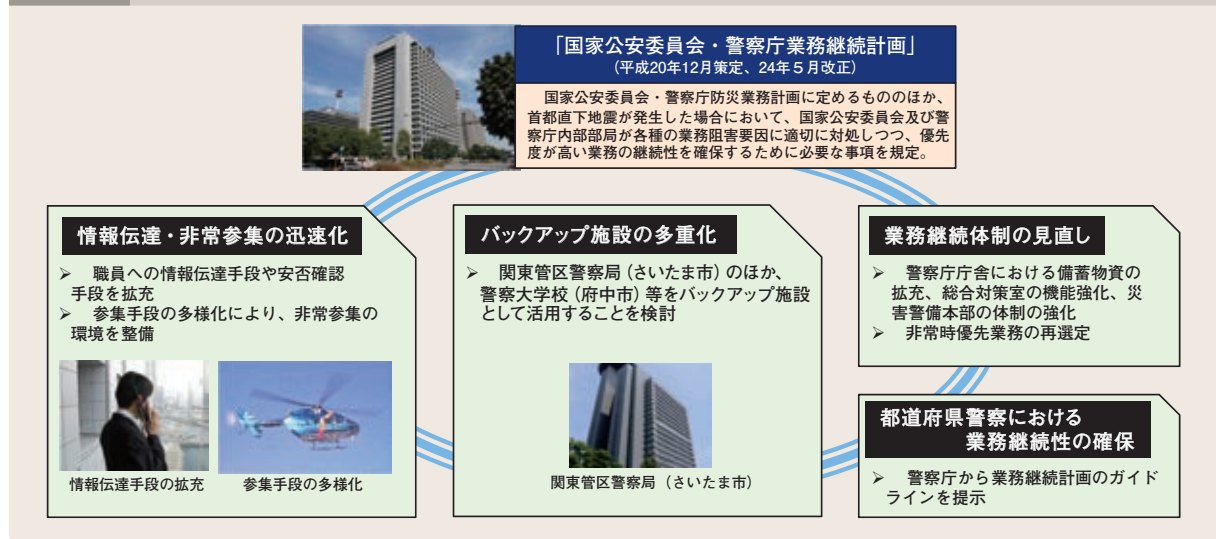 「国家公安委員会・警察庁業務継続計画」
（平成20年12月策定、24年５月改正）
国家公安委員会・警察庁防災業務計画に定めるもののほか、
首都直下地震が発生した場合において、国家公安委員会及び警
察庁内部部局が各種の業務阻害要因に適切に対処しつつ、優先
度が高い業務の継続性を確保するために必要な事項を規定。
情報伝達・非常参集の迅速化
➢ 職員への情報伝達手段や安否確認
手段を拡充
➢ 参集手段の多様化により、非常参集の
環境を整備
情報伝達手段の拡充
参集手段の多様化
バックアップ施設の多重化
➢ 関東管区警察局（さいたま市）のほか、
警察大学校（府中市）等をバックアップ施設
として活用することを検討
関東管区警察局（さいたま市）
業務継続体制の見直し
➢ 警察庁庁舎における備蓄物資の
拡充、総合対策室の機能強化、災
害警備本部の体制の強化
➢ 非常時優先業務の再選定
都道府県警察における
業務継続性の確保
➢ 警察庁から業務継続計画のガイド
ラインを提示